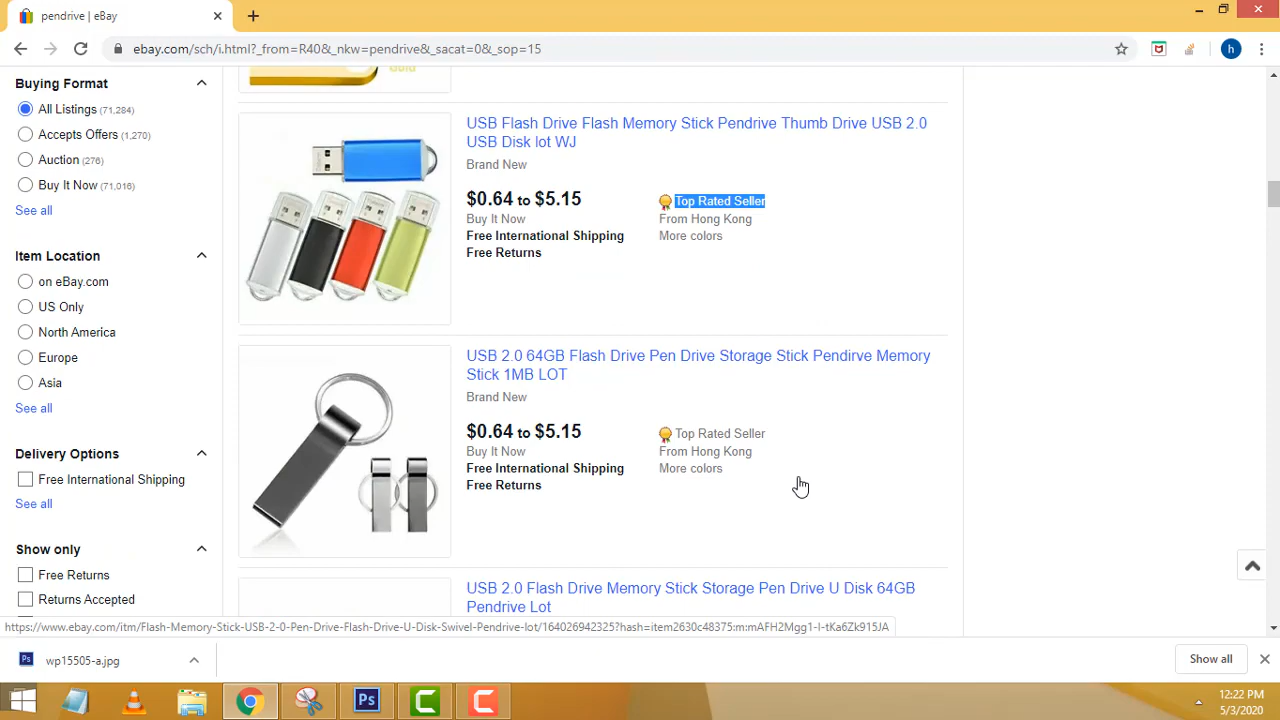 pendrive | eBay
ebay.com/sch/i.html?_from=R40&_nkw=pendrive&_sacat=0&_sop=15
h
Buying Format
All Listings (71,284)
Accepts Offers (1,270)
Auction (276)
Buy It Now (71,016)
See all
Item Location
on eBay.com
US Only
North America
Europe
Asia
See all
Delivery Options
Free International Shipping
See all
Show only
Free Returns
Returns Accepted
Gold
USB Flash Drive Flash Memory Stick Pendrive Thumb Drive USB 2.0
USB Disk lot WJ
Brand New
$0.64 to $5.15
Buy It Now
Free International Shipping
Free Returns
Top Rated Seller
From Hong Kong
More colors
USB 2.0 64GB Flash Drive Pen Drive Storage Stick Pendirve Memory
Stick 1MB LOT
Brand New
$0.64 to $5.15
Buy It Now
Free International Shipping
Free Returns
Top Rated Seller
From Hong Kong
More colors
USB 2.0 Flash Drive Memory Stick Storage Pen Drive U Disk 64GB
Pendrive Lot
https://www.ebay.com/itm/Flash-Memory-Stick-USB-2-0-Pen-Drive-Flash-Drive-U-Disk-Swivel-Pendrive-lot/164026942325?hash=item2630c48375:m:mAFH2Mgg1-I-tKa6Zk915JA
wp15505-a.jpg
Show all
Ps
12:22 PM
5/3/2020